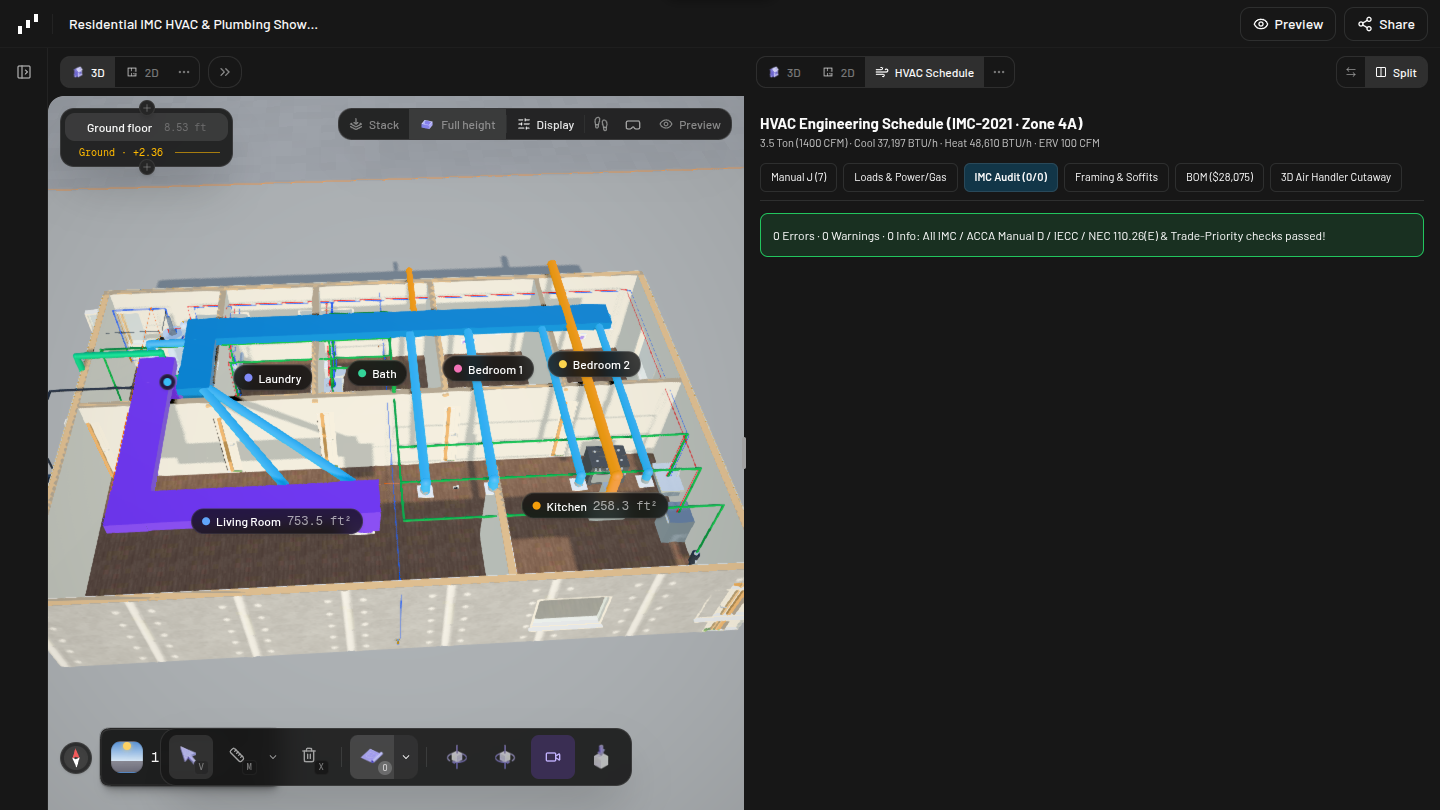 Residential IMC HVAC & Plumbing Show...
Preview
Share
3D
2D
3D
2D
HVAC Schedule
Split
Ground floor 8.53 ft
Ground · +2.36
Stack
Full height
Display
Preview
HVAC Engineering Schedule (IMC-2021 · Zone 4A)
3.5 Ton (1400 CFM) · Cool 37,197 BTU/h · Heat 48,610 BTU/h · ERV 100 CFM
Manual J (7)
Loads & Power/Gas
IMC Audit (0/0)
Framing & Soffits
BOM ($28,075)
3D Air Handler Cutaway
0 Errors · 0 Warnings · 0 Info: All IMC / ACCA Manual D / IECC / NEC 110.26(E) & Trade-Priority checks passed!
Laundry
Bath
Bedroom 1
Bedroom 2
Living Room 753.5 ft²
Kitchen 258.3 ft²
1
V
M
X
0